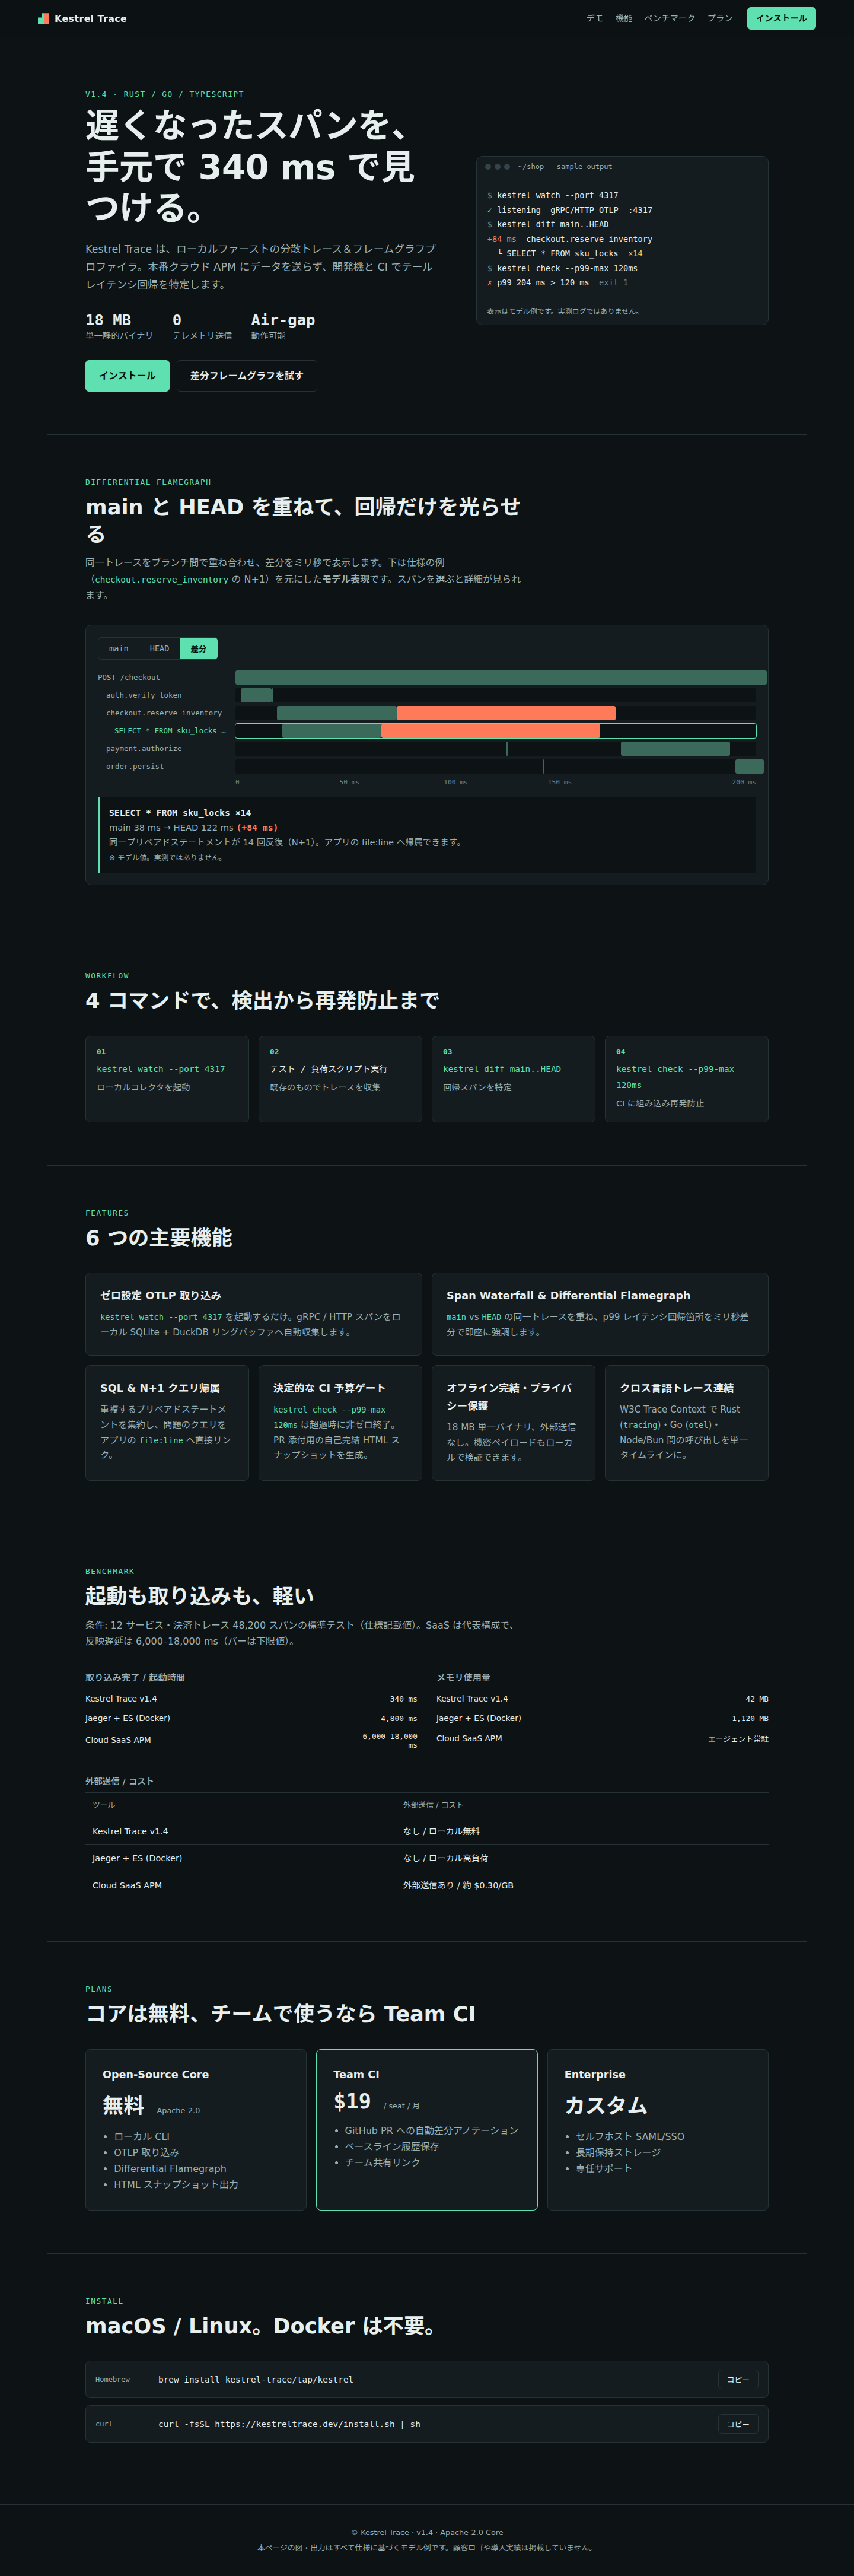 Kestrel Trace
デモ 機能 ベンチマーク プラン インストール
V1.4 · RUST / GO / TYPESCRIPT
遅くなったスパンを、
手元で 340 ms で見
つける。
Kestrel Trace は、ローカルファーストの分散トレース＆フレームグラフプ
ロファイラ。本番クラウド APM にデータを送らず、開発機と CI でテール
レイテンシ回帰を特定します。
18 MB
単一静的バイナリ
0
テレメトリ送信
Air-gap
動作可能
インストール
差分フレームグラフを試す
~/shop — sample output
$ kestrel watch --port 4317
✓ listening gRPC/HTTP OTLP :4317
$ kestrel diff main..HEAD
+84 ms checkout.reserve_inventory
└ SELECT * FROM sku_locks ×14
$ kestrel check --p99-max 120ms
✗ p99 204 ms > 120 ms exit 1
表示はモデル例です。実測ログではありません。
DIFFERENTIAL FLAMEGRAPH
main と HEAD を重ねて、回帰だけを光らせ
る
同一トレースをブランチ間で重ね合わせ、差分をミリ秒で表示します。下は仕様の例
（checkout.reserve_inventory の N+1）を元にしたモデル表現です。スパンを選ぶと詳細が見られ
ます。
main HEAD 差分
POST /checkout
auth.verify_token
checkout.reserve_inventory
SELECT * FROM sku_locks …
payment.authorize
order.persist
0 50 ms 100 ms 150 ms 200 ms
SELECT * FROM sku_locks ×14
main 38 ms → HEAD 122 ms (+84 ms)
同一プリペアドステートメントが 14 回反復（N+1）。アプリの file:line へ帰属できます。
※ モデル値。実測ではありません。
WORKFLOW
4 コマンドで、検出から再発防止まで
01
kestrel watch --port 4317
ローカルコレクタを起動
02
テスト / 負荷スクリプト実行
既存のものでトレースを収集
03
kestrel diff main..HEAD
回帰スパンを特定
04
kestrel check --p99-max
120ms
CI に組み込み再発防止
FEATURES
6 つの主要機能
ゼロ設定 OTLP 取り込み
kestrel watch --port 4317 を起動するだけ。gRPC / HTTP スパンをロ
ーカル SQLite + DuckDB リングバッファへ自動収集します。
Span Waterfall & Differential Flamegraph
main vs HEAD の同一トレースを重ね、p99 レイテンシ回帰箇所をミリ秒差
分で即座に強調します。
SQL & N+1 クエリ帰属
重複するプリペアドステートメ
ントを集約し、問題のクエリを
アプリの file:line へ直接リン
ク。
決定的な CI 予算ゲート
kestrel check --p99-max
120ms は超過時に非ゼロ終了。
PR 添付用の自己完結 HTML ス
ナップショットを生成。
オフライン完結・プライバ
シー保護
18 MB 単一バイナリ、外部送信
なし。機密ペイロードもローカ
ルで検証できます。
クロス言語トレース連結
W3C Trace Context で Rust
(tracing)・Go (otel)・
Node/Bun 間の呼び出しを単一
タイムラインに。
BENCHMARK
起動も取り込みも、軽い
条件: 12 サービス・決済トレース 48,200 スパンの標準テスト（仕様記載値）。SaaS は代表構成で、
反映遅延は 6,000–18,000 ms（バーは下限値）。
取り込み完了 / 起動時間
Kestrel Trace v1.4 340 ms
Jaeger + ES (Docker) 4,800 ms
Cloud SaaS APM 6,000–18,000
ms
メモリ使用量
Kestrel Trace v1.4 42 MB
Jaeger + ES (Docker) 1,120 MB
Cloud SaaS APM エージェント常駐
外部送信 / コスト
ツール 外部送信 / コスト
Kestrel Trace v1.4 なし / ローカル無料
Jaeger + ES (Docker) なし / ローカル高負荷
Cloud SaaS APM 外部送信あり / 約 $0.30/GB
PLANS
コアは無料、チームで使うなら Team CI
Open-Source Core
無料 Apache-2.0
• ローカル CLI
• OTLP 取り込み
• Differential Flamegraph
• HTML スナップショット出力
Team CI
$19 / seat / 月
• GitHub PR への自動差分アノテーション
• ベースライン履歴保存
• チーム共有リンク
Enterprise
カスタム
• セルフホスト SAML/SSO
• 長期保持ストレージ
• 専任サポート
INSTALL
macOS / Linux。Docker は不要。
Homebrew brew install kestrel-trace/tap/kestrel コピー
curl curl -fsSL https://kestreltrace.dev/install.sh | sh コピー
© Kestrel Trace · v1.4 · Apache-2.0 Core
本ページの図・出力はすべて仕様に基づくモデル例です。顧客ロゴや導入実績は掲載していません。